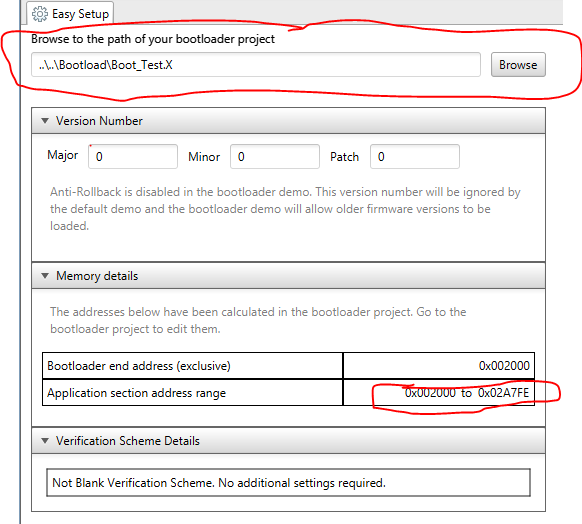 Easy Setup
Browse to the path of your bootloader project
..\..\Bootload\Boot_Test.X
Browse
Version Number
Major 0 Minor 0 Patch 0
Anti-Rollback is disabled in the bootloader demo. This version number will be ignored by
the default demo and the bootloader demo will allow older firmware versions to be
loaded.
Memory details
The addresses below have been calculated in the bootloader project. Go to the
bootloader project to edit them.
Bootloader end address (exclusive) 0x002000
Application section address range 0x002000 to 0x02A7FE
Verification Scheme Details
Not Blank Verification Scheme. No additional settings required.